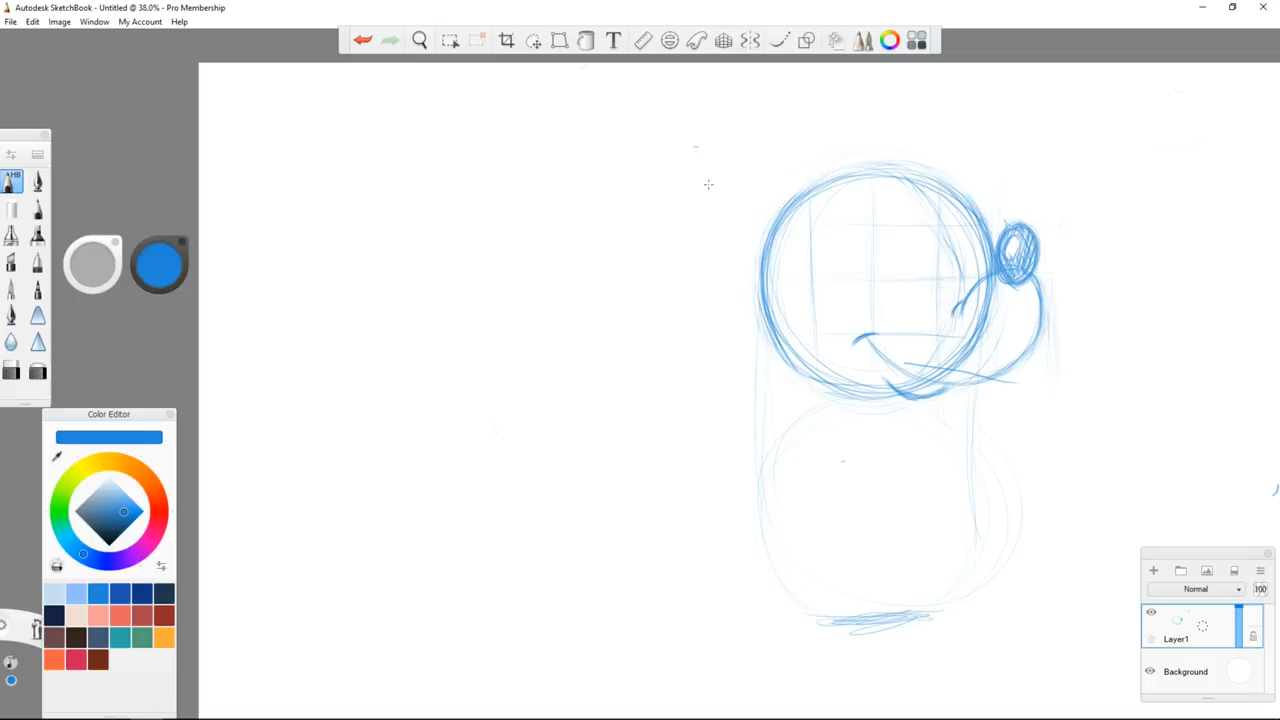 Autodesk SketchBook - Untitled @ 38.0% - Pro Membership
File Edit Image Window My Account Help
T
HB
Color Editor
Normal
100
Layer1
Background